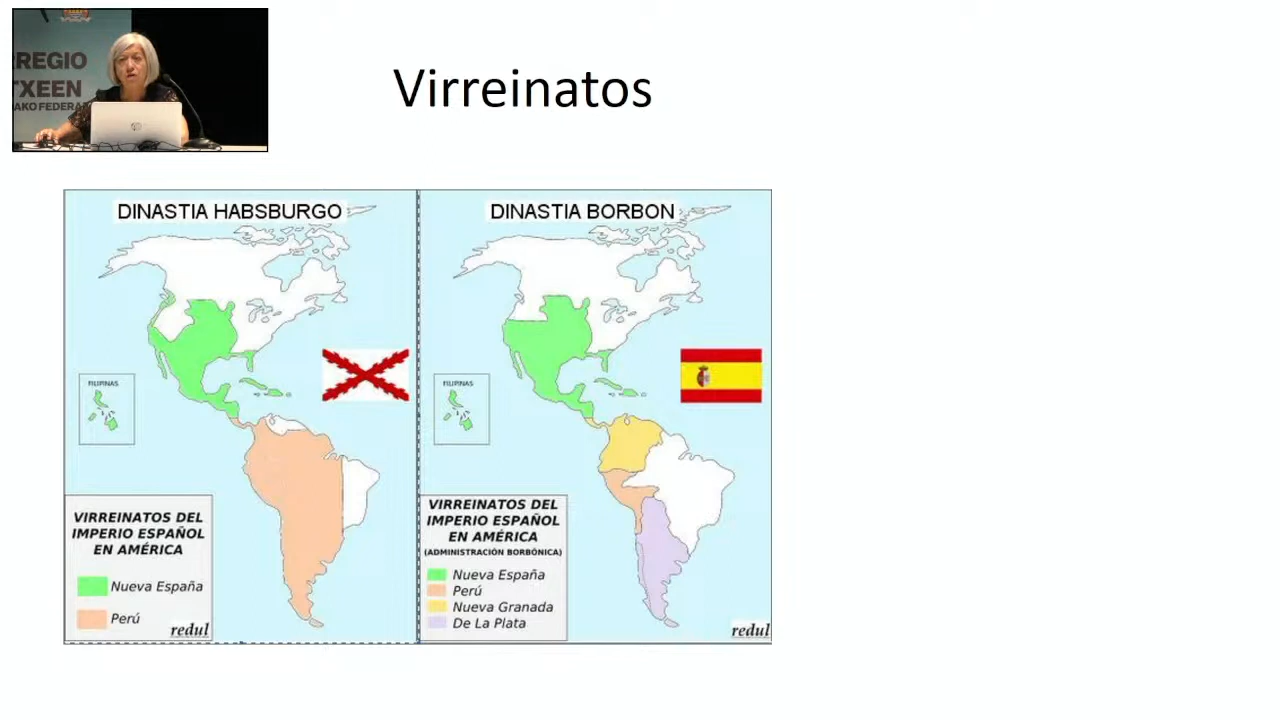 RREGIO
TXEEN
AKO FEDERA
Virreinatos
DINASTIA HABSBURGO
FILIPINAS
VIRREINATOS DEL
IMPERIO ESPAÑOL
EN AMÉRICA
Nueva España
Perú
redul
DINASTIA BORBON
FILIPINAS
VIRREINATOS DEL
IMPERIO ESPAÑOL
EN AMÉRICA
(ADMINISTRACIÓN BORBÓNICA)
Nueva España
Perú
Nueva Granada
De La Plata
redul